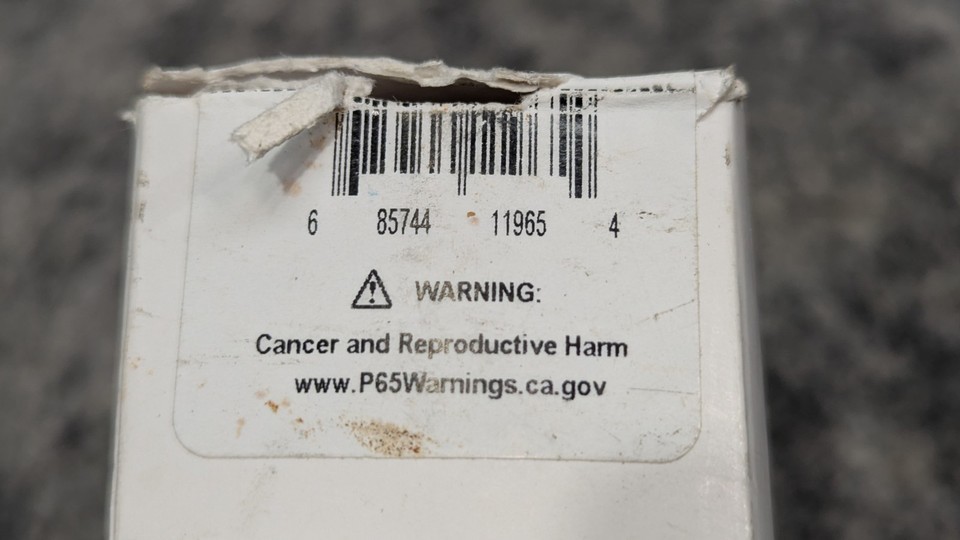 6 85744 11965 4
WARNING:
Cancer and Reproductive Harm
www.P65Warnings.ca.gov